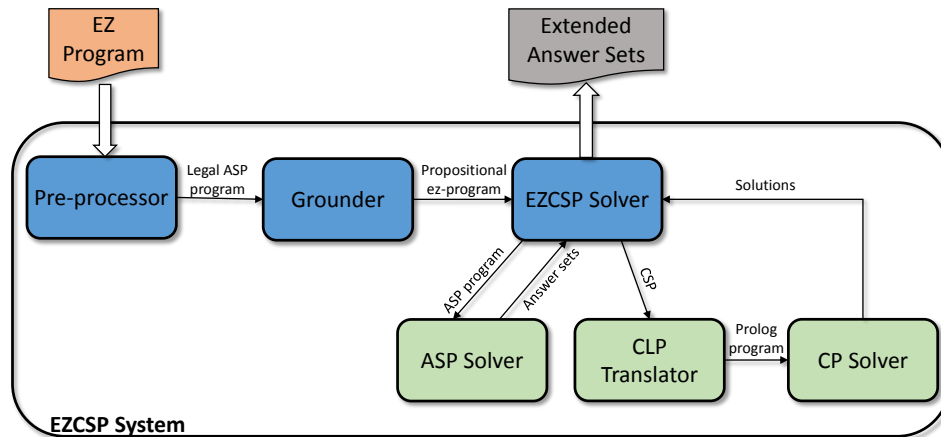 EZ
Program
Extended
Answer Sets
Pre-processor
Legal ASP
program
Grounder
Propositional
ez-program
EZCSP Solver
Solutions
ASP program
Answer sets
CSP
ASP Solver
CLP
Translator
Prolog
program
CP Solver
EZCSP System